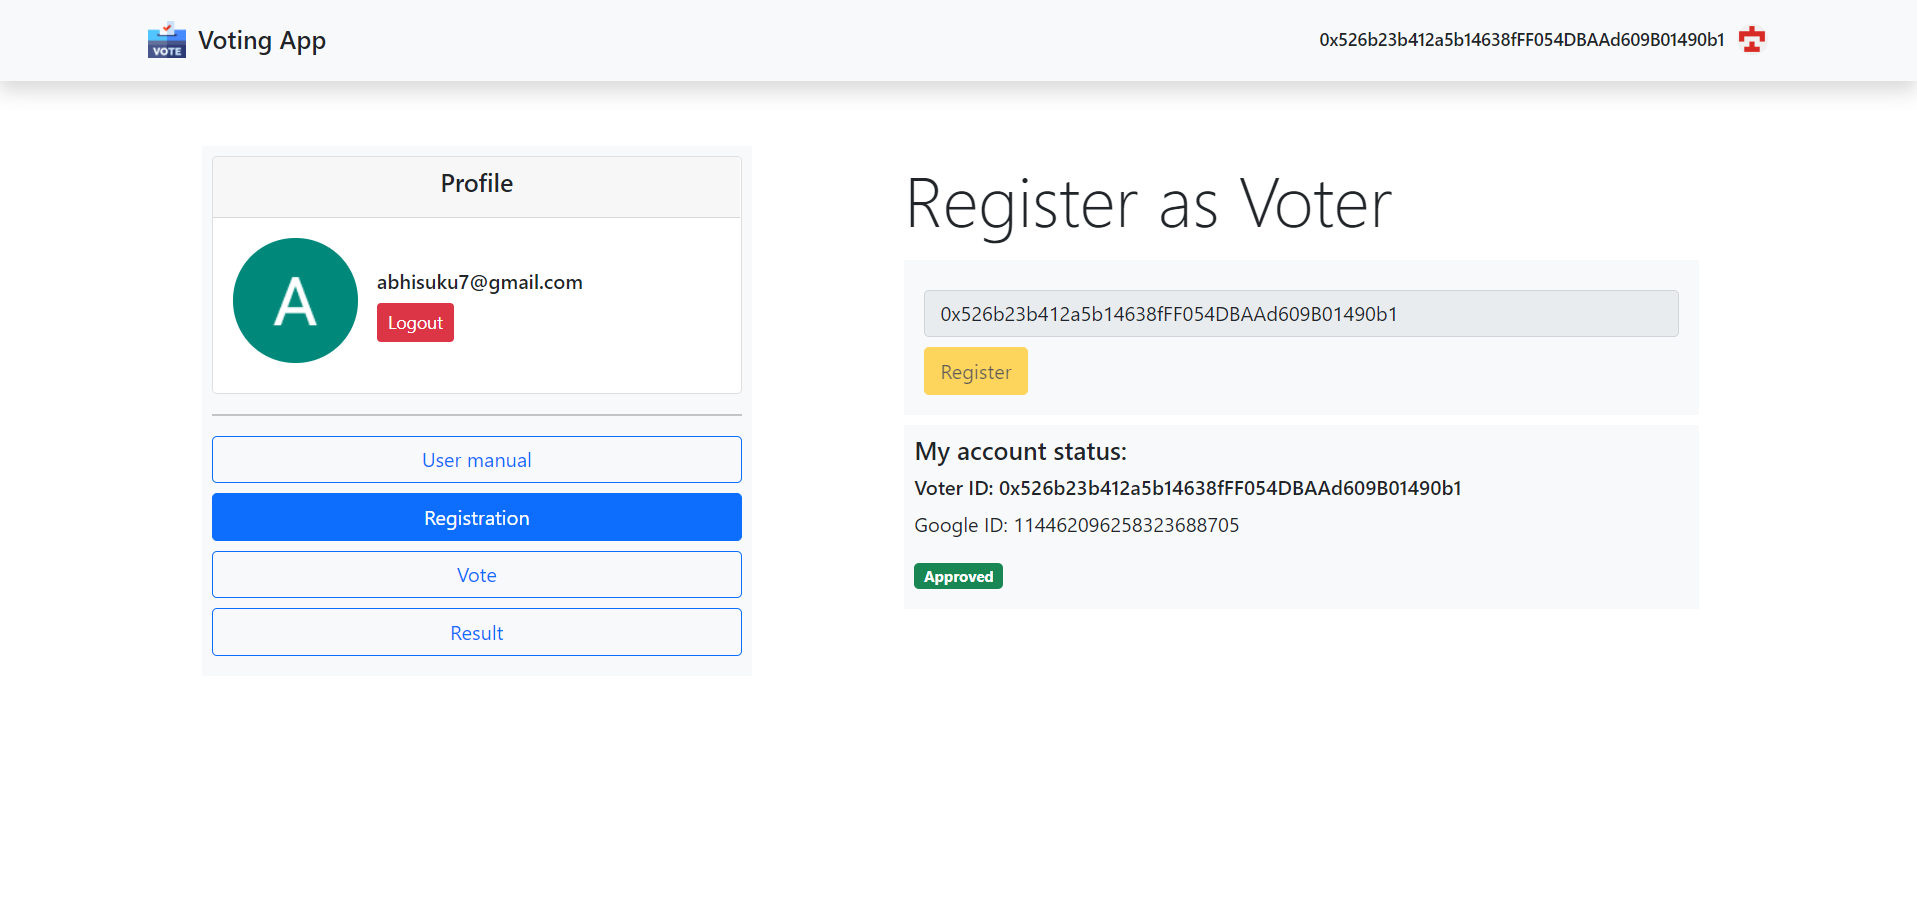 VOTE
Voting App
0x526b23b412a5b14638fFF054DBAAd609B01490b1
Profile
A
abhisuku7@gmail.com
Logout
User manual
Registration
Vote
Result
Register as Voter
0x526b23b412a5b14638fFF054DBAAd609B01490b1
Register
My account status:
Voter ID: 0x526b23b412a5b14638fFF054DBAAd609B01490b1
Google ID: 114462096258323688705
Approved